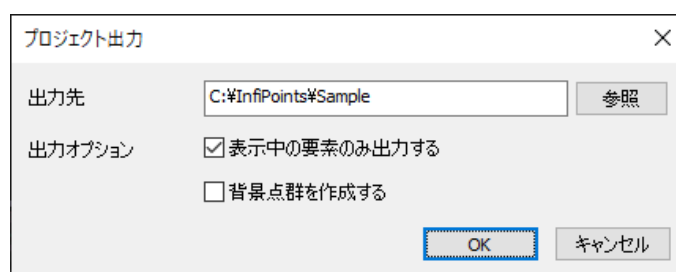 プロジェクト出力
出力先 C:¥InfiPoints¥Sample 参照
出力オプション 表示中の要素のみ出力する
背景点群を作成する
OK キャンセル